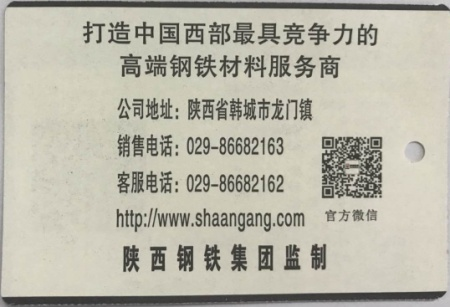 打造中国西部最具竞争力的
高端钢铁材料服务商
公司地址：陕西省韩城市龙门镇
销售电话：029-86682163
客服电话：029-86682162
http://www.shaangang.com
官方微信
陕西钢铁集团监制